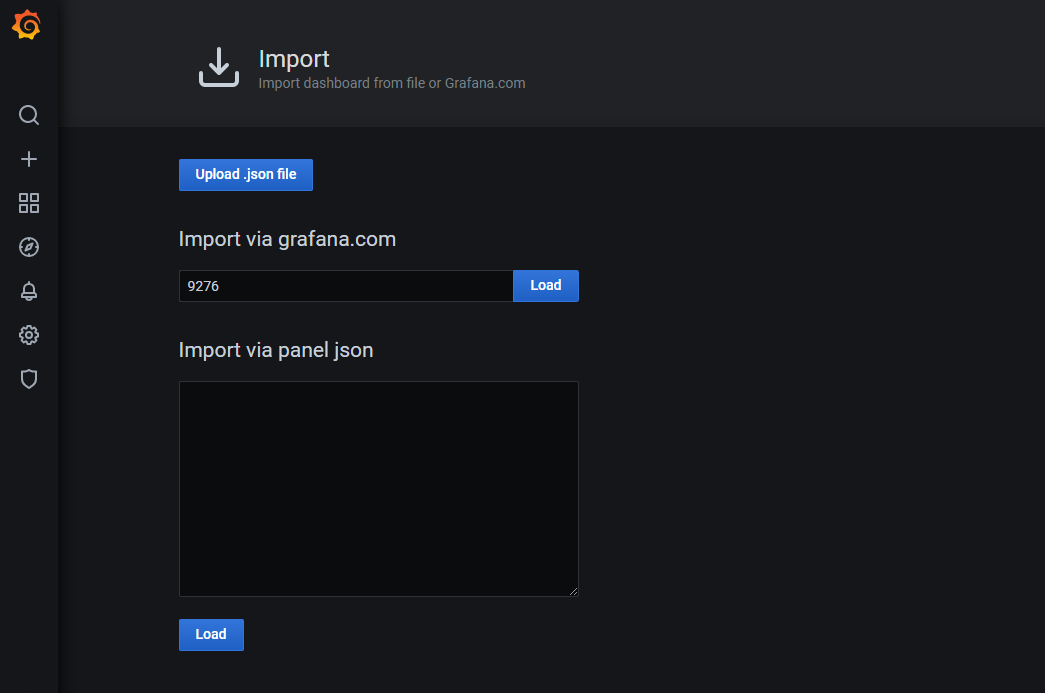 Import
Import dashboard from file or Grafana.com
Upload .json file
Import via grafana.com
9276
Load
Import via panel json
Load